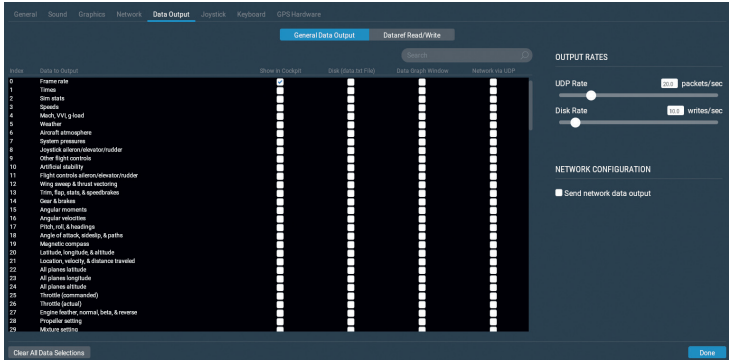 General Sound Graphics Network Data Output Joystick Keyboard GPS Hardware
General Data Output Dataref Read/Write
Search
Index Data to Output Show in Cockpit Disk (data.txt File) Data Graph Window Network via UDP
0 Frame rate
1 Times
2 Sim stats
3 Speeds
4 Mach, VVI, g-load
5 Weather
6 Aircraft atmosphere
7 System pressures
8 Joystick aileron/elevator/rudder
9 Other flight controls
10 Artificial stability
11 Flight controls aileron/elevator/rudder
12 Wing sweep & thrust vectoring
13 Trim, flap, stats, & speedbrakes
14 Gear & brakes
15 Angular moments
16 Angular velocities
17 Pitch, roll, & headings
18 Angle of attack, sideslip, & paths
19 Magnetic compass
20 Latitude, longitude, & altitude
21 Location, velocity, & distance traveled
22 All planes latitude
23 All planes longitude
24 All planes altitude
25 Throttle (commanded)
26 Throttle (actual)
27 Engine feather, normal, beta, & reverse
28 Propeller setting
29 Mixture setting
OUTPUT RATES
UDP Rate 20.0 packets/sec
Disk Rate 10.0 writes/sec
NETWORK CONFIGURATION
Send network data output
Clear All Data Selections
Done